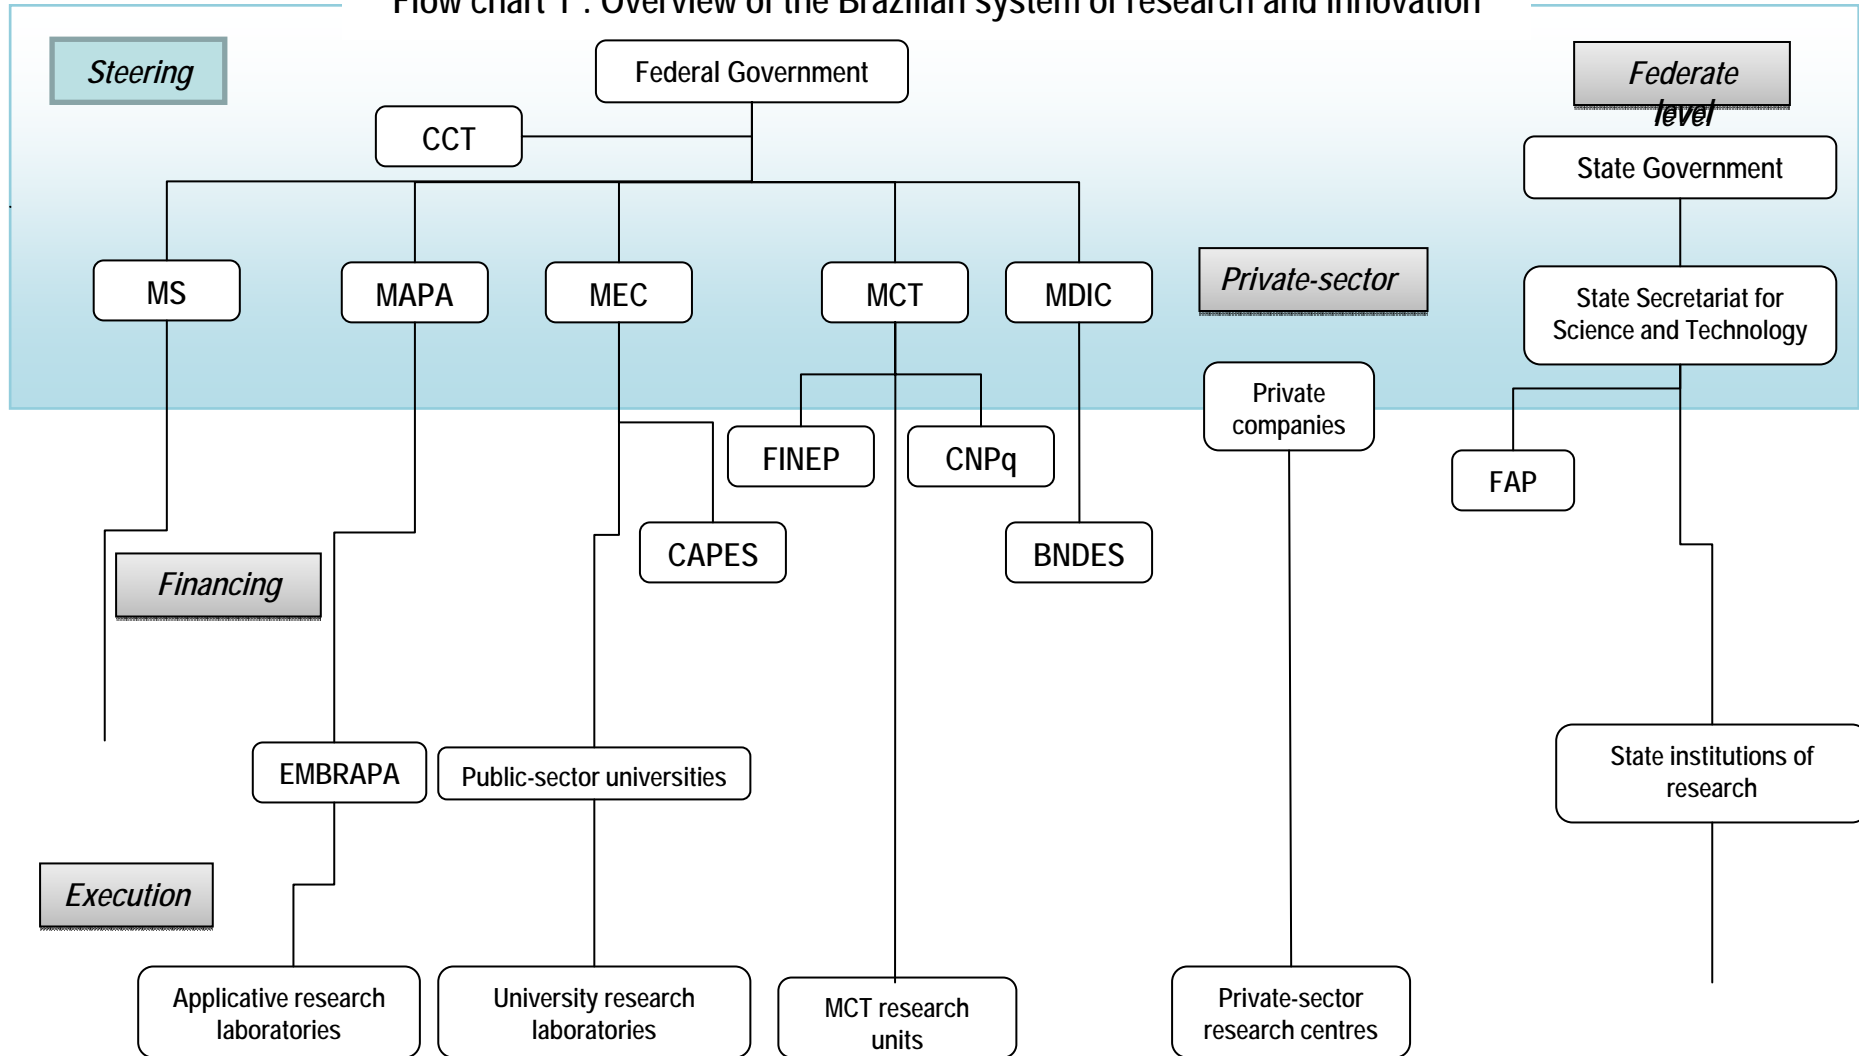 Flow chart 1 : Overview of the Brazilian system of research and innovation
Steering
Federal Government
Federate
level
CCT
State Government
MS
MAPA
MEC
MCT
MDIC
Private-sector
State Secretariat for
Science and Technology
Private
companies
FINEP
CNPq
FAP
CAPES
BNDES
Financing
EMBRAPA
Public-sector universities
State institutions of
research
Execution
Applicative research
laboratories
University research
laboratories
MCT research
units
Private-sector
research centres